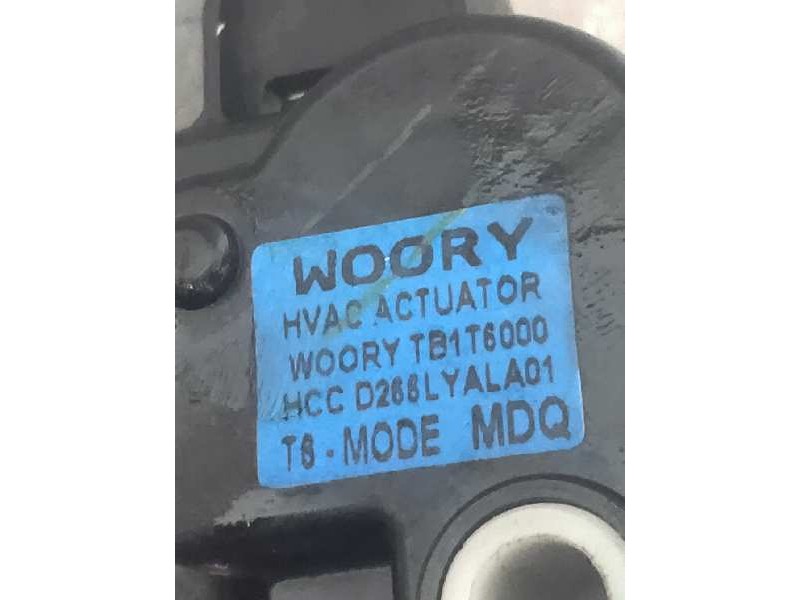 WOORY
HVAC ACTUATOR
WOORY TB1T6000
HCC D266LYALA01
T6 - MODE MDQ